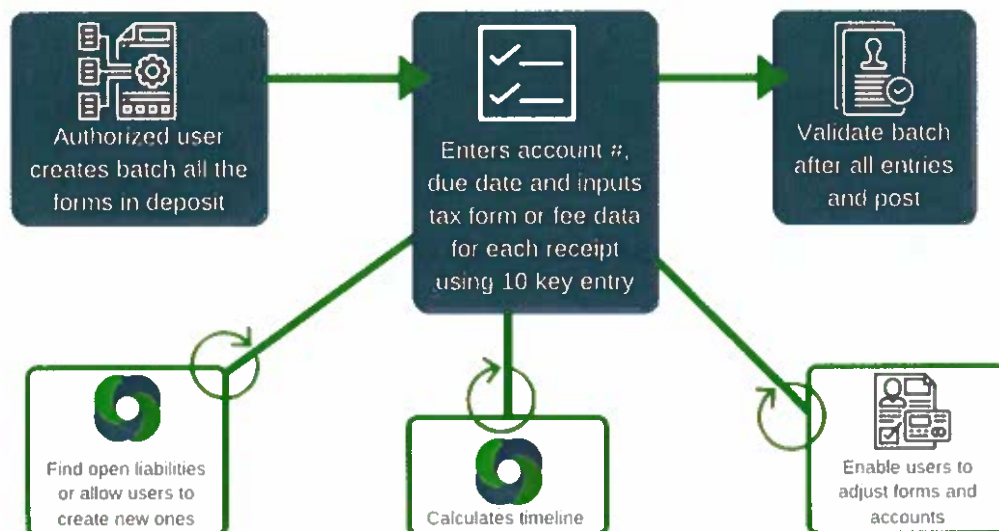 Authorized user
creates batch all the
forms in deposit
Enters account #,
due date and inputs
tax form or fee data
for each receipt
using 10 key entry
Validate batch
after all entries
and post
Find open liabilities
or allow users to
create new ones
Calculates timeline
Enable users to
adjust forms and
accounts